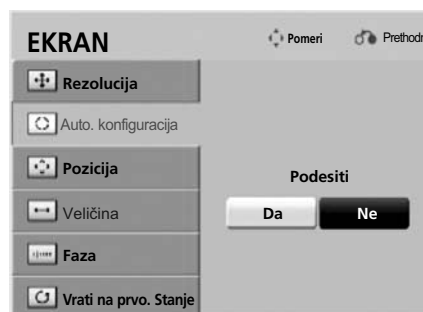 EKRAN
Pomeri
Rezolucija
Auto. konfiguracija
Pozicija
Veličina
Faza
Vrati na prvo. Stanje
Podesiti
Da Ne